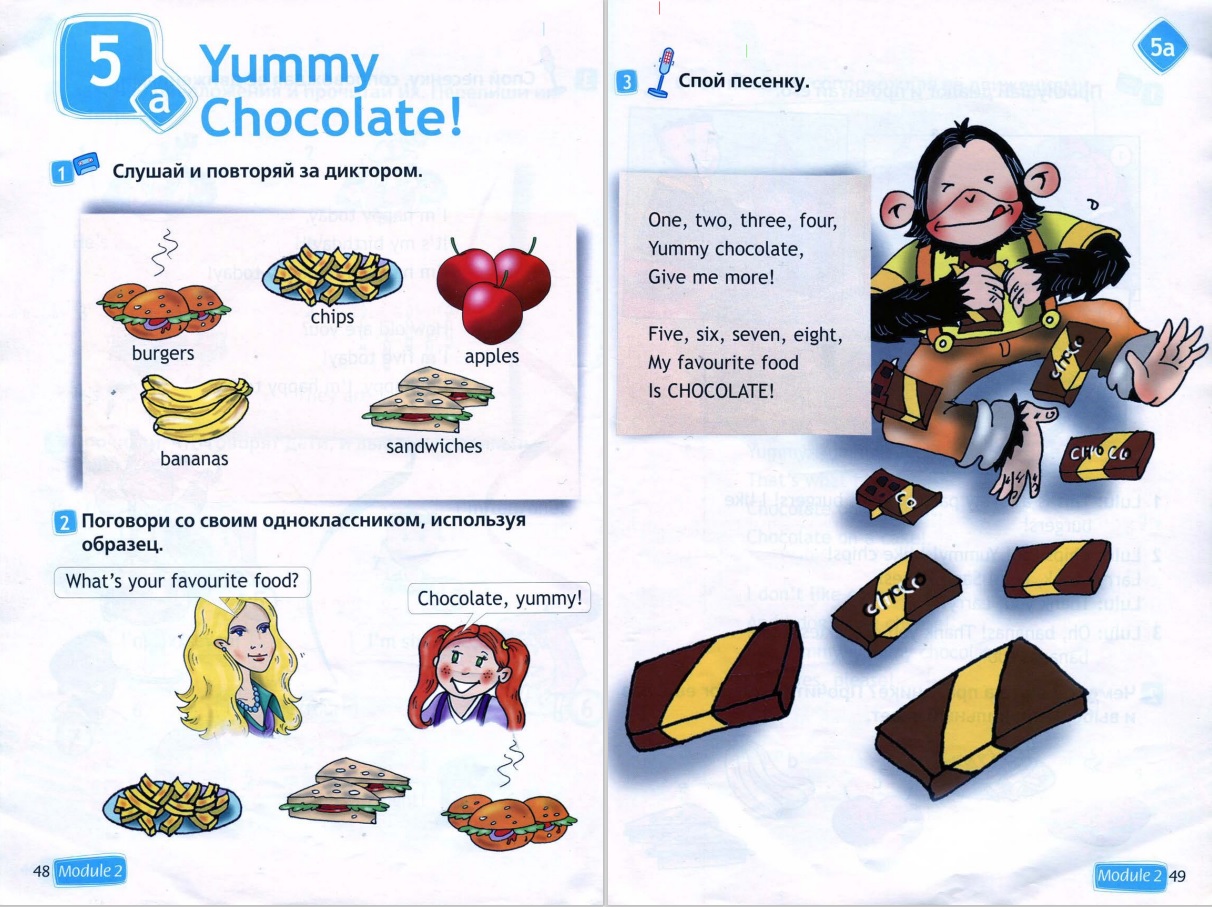 5
a
Yummy
Chocolate!
1
Слушай и повторяй за диктором.
burgers
chips
apples
bananas
sandwiches
2 Поговори со своим одноклассником, используя
образец.
What's your favourite food?
Chocolate, yummy!
48 Module 2
5a
3 Спой песенку.
One, two, three, four,
Yummy chocolate,
Give me more!
Five, six, seven, eight,
My favourite food
Is CHOCOLATE!
choco
CHOCO
Co
choco
Module 2 49